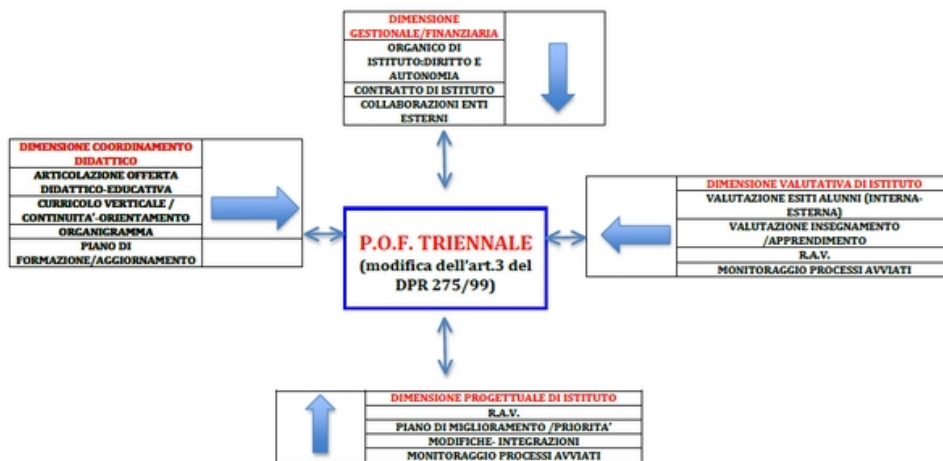 DIMENSIONE
GESTIONALE/FINANZIARIA
ORGANICO DI
ISTITUTO:DIRITTO E
AUTONOMIA
CONTRATTO DI ISTITUTO
COLLABORAZIONI ENTI
ESTERNI
DIMENSIONE COORDINAMENTO
DIDATTICO
ARTICOLAZIONE OFFERTA
DIDATTICO-EDUCATIVA
CURRICOLO VERTICALE /
CONTINUITA'-ORIENTAMENTO
ORGANIGRAMMA
PIANO DI
FORMAZIONE/AGGIORNAMENTO
P.O.F. TRIENNALE
(modifica dell'art.3 del
DPR 275/99)
DIMENSIONE VALUTATIVA DI ISTITUTO
VALUTAZIONE ESITI ALUNNI (INTERNA-
ESTERNA)
VALUTAZIONE INSEGNAMENTO
/APPRENDIMENTO
R.A.V.
MONITORAGGIO PROCESSI AVVIATI
DIMENSIONE PROGETTUALE DI ISTITUTO
R.A.V.
PIANO DI MIGLIORAMENTO /PRIORITA'
MODIFICHE- INTEGRAZIONI
MONITORAGGIO PROCESSI AVVIATI